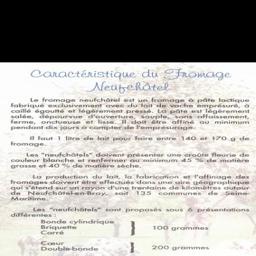 Caractéristique du Fromage
Neufchâtel
Le fromage neufchâtel est un fromage à pâte lactique
fabriqué exclusivement avec du lait de vache emprésuré, à
caillé égoutté et légèrement pressé. La pâte est légèrement
salée, dépourvue d'ouverture, souple, sans affaissement,
ferme, onctueuse et lisse. Il doit être affiné au minimum
pendant dix jours à compter de l'emprésurage.
Il faut 1 litre de lait pour faire entre 140 et 170 g de
fromage.
Les "neufchâtels" doivent présenter une croûte fleurie de
couleur blanche et renfermer au minimum 45 % de matière
grasse et 40 % de matière sèche.
La production du lait, la fabrication et l'affinage des
fromages doivent être effectués dans une aire géographique
qui s'étend sur un rayon d'une trentaine de kilomètres autour
de Neufchâtel-en-Bray, soit 135 communes de Seine-
Maritime.
Les "neufchâtels" sont proposés sous 6 présentations
différentes :
Bonde cylindrique
Briquette 100 grammes
Carré
Cœur
Double-bonde 200 grammes